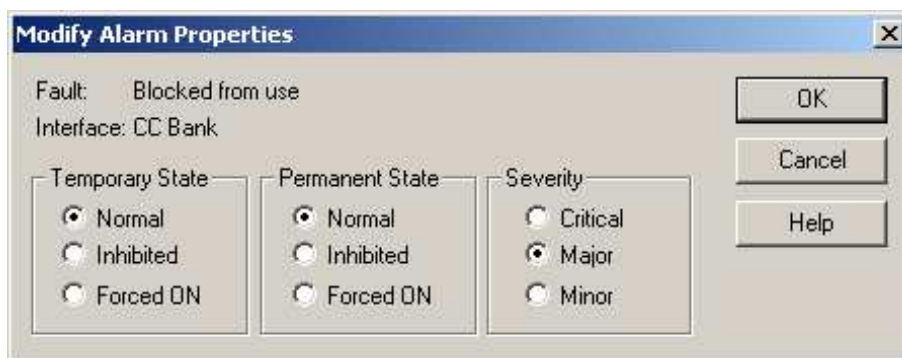 Modify Alarm Properties
Fault: Blocked from use
Interface: CC Bank
Temporary State
Normal
Inhibited
Forced ON
Permanent State
Normal
Inhibited
Forced ON
Severity
Critical
Major
Minor
OK
Cancel
Help